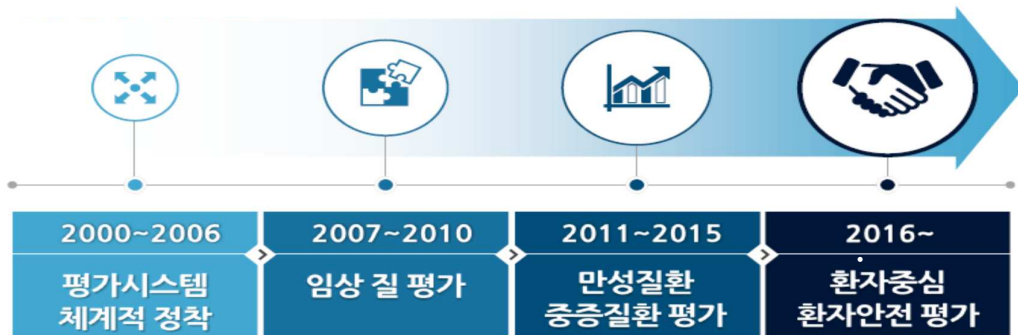 2000~2006
평가시스템
체계적 정착
2007~2010
임상 질 평가
2011~2015
만성질환
중증질환 평가
2016~
환자중심
환자안전 평가